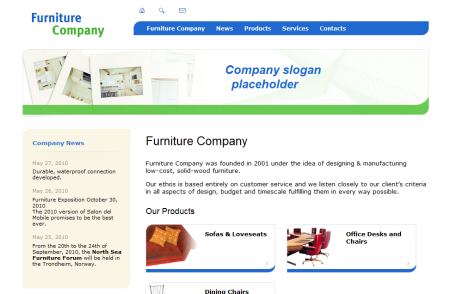 Furniture
Company
Furniture Company News Products Services Contacts
Company slogan
placeholder
Company News
May 27, 2010
Durable, waterproof connection
developed.
May 26, 2010
Furniture Exposition October 30,
2010
The 2010 version of Salon del
Mobile promises to be the best
ever.
May 25, 2010
From the 20th to the 24th of
September, 2010, the North Sea
Furniture Forum will be held in
the Trondheim, Norway.
Furniture Company
Furniture Company was founded in 2001 under the idea of designing & manufacturing
low-cost, solid-wood furniture.
Our ethos is based entirely on customer service and we listen closely to our client's criteria
in all aspects of design, budget and timescale fulfilling them in every way possible.
Our Products
Sofas & Loveseats
Office Desks and
Chairs
Dining Chairs